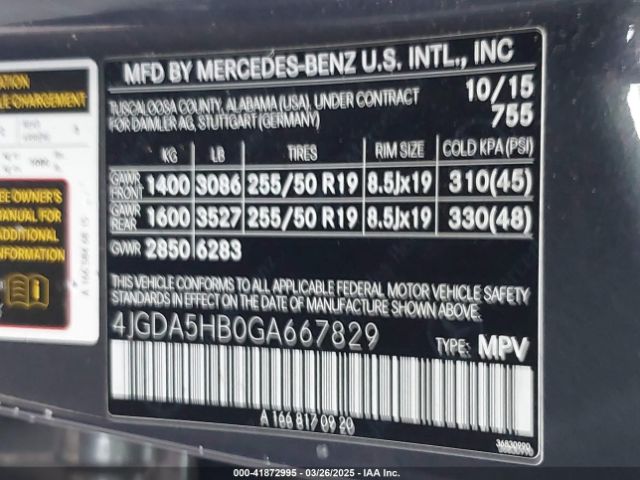 MFD BY MERCEDES-BENZ U.S. INTL., INC
TUSCALOOSA COUNTY, ALABAMA (USA), UNDER CONTRACT 10/15
FOR DAIMLER AG, STUTTGART (GERMANY) 755
KG LB TIRES RIM SIZE COLD KPA (PSI)
GAWR FRONT 1400 3086 255/50 R19 8.5Jx19 310(45)
GAWR REAR 1600 3527 255/50 R19 8.5Jx19 330(48)
GVWR 2850 6283
THIS VEHICLE CONFORMS TO ALL APPLICABLE FEDERAL MOTOR VEHICLE SAFETY
STANDARDS IN EFFECT ON THE DATE OF MANUFACTURE SHOWN ABOVE.
4JGDA5HB0GA667829 TYPE: MPV
A 166 817 09 20
36830990
CHARGEMENT
OWNER'S
MANUAL FOR
ADDITIONAL
INFORMATION
000-41872995 | 03/26/2025 | IAA Inc.